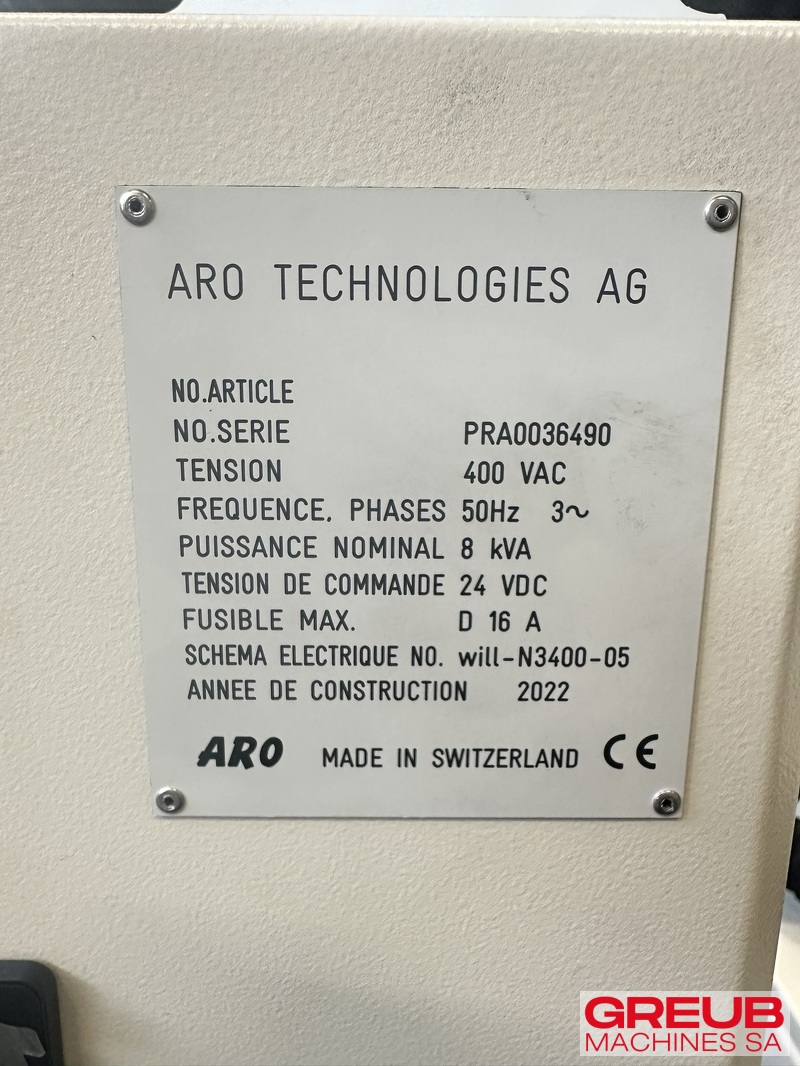 ARO TECHNOLOGIES AG
NO.ARTICLE
NO.SERIE PRA0036490
TENSION 400 VAC
FREQUENCE, PHASES 50Hz 3~
PUISSANCE NOMINAL 8 kVA
TENSION DE COMMANDE 24 VDC
FUSIBLE MAX. D 16 A
SCHEMA ELECTRIQUE NO. will-N3400-05
ANNEE DE CONSTRUCTION 2022
ARO MADE IN SWITZERLAND CE
GREUB
MACHINES SA